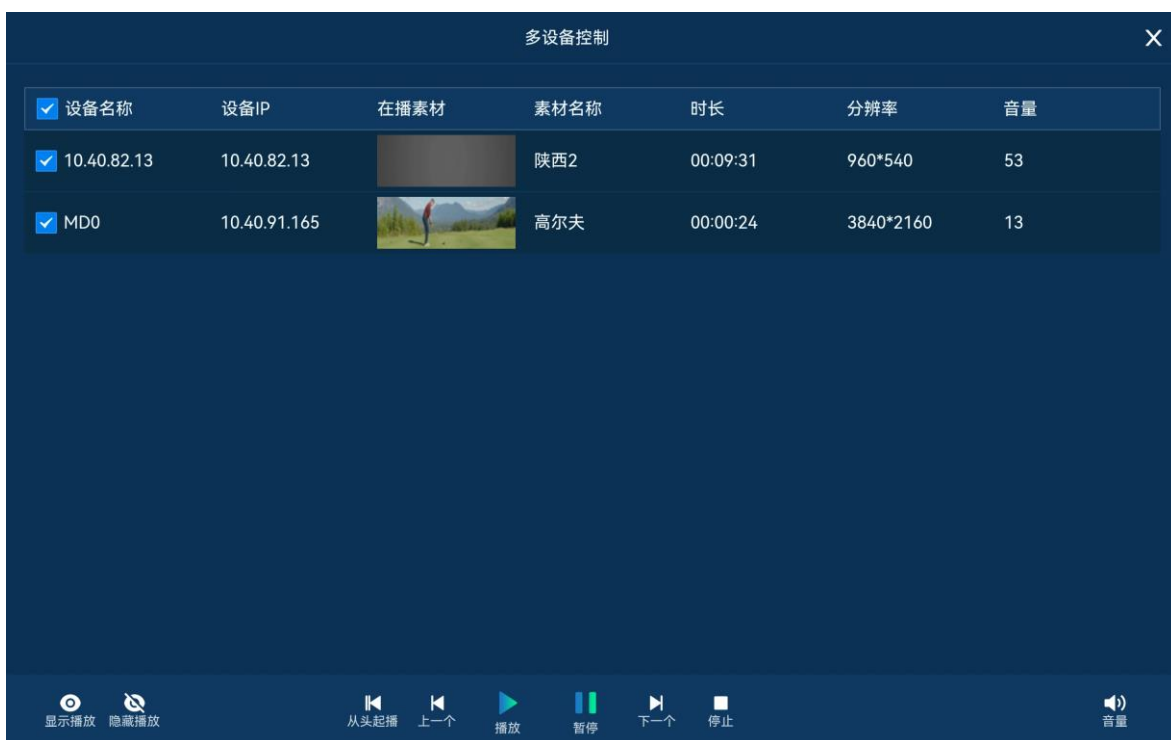 多设备控制 X
设备名称 设备IP 在播素材 素材名称 时长 分辨率 音量
10.40.82.13 10.40.82.13 陕西2 00:09:31 960*540 53
MD0 10.40.91.165 高尔夫 00:00:24 3840*2160 13
显示播放 隐藏播放 从头起播 上一个 播放 暂停 下一个 停止 音量